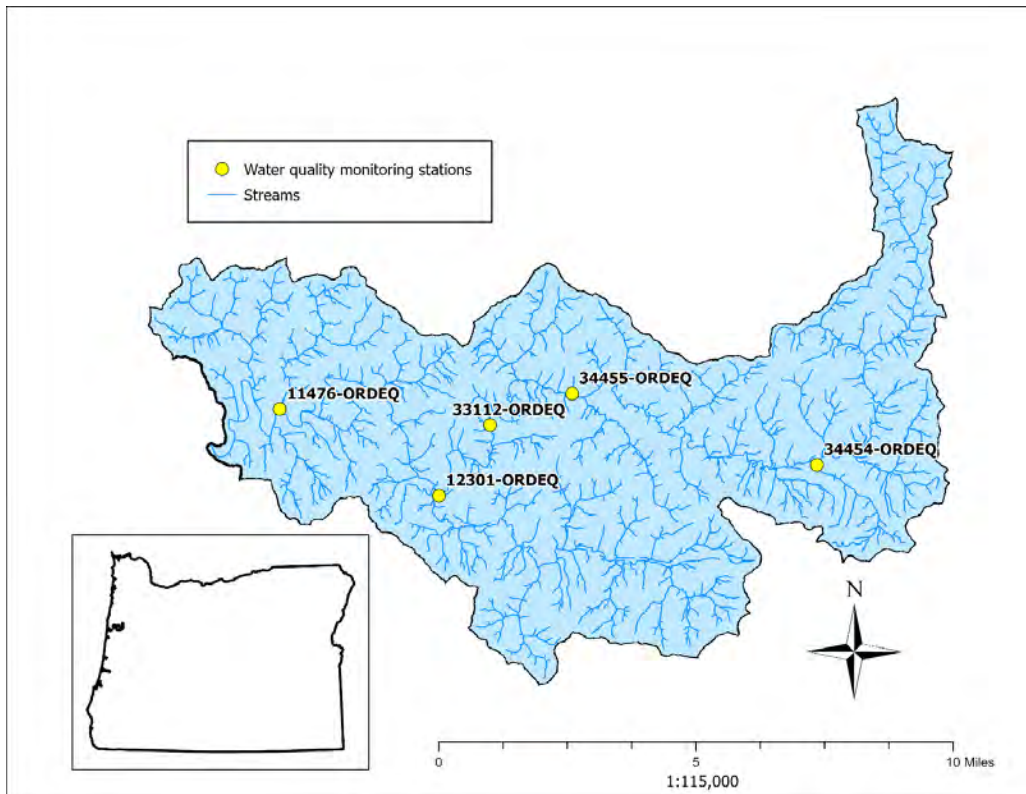 Water quality monitoring stations
Streams
34455-ORDEQ
11476-ORDEQ
33112-ORDEQ
34454-ORDEQ
12301-ORDEQ
N
0
5
10 Miles
1:115,000